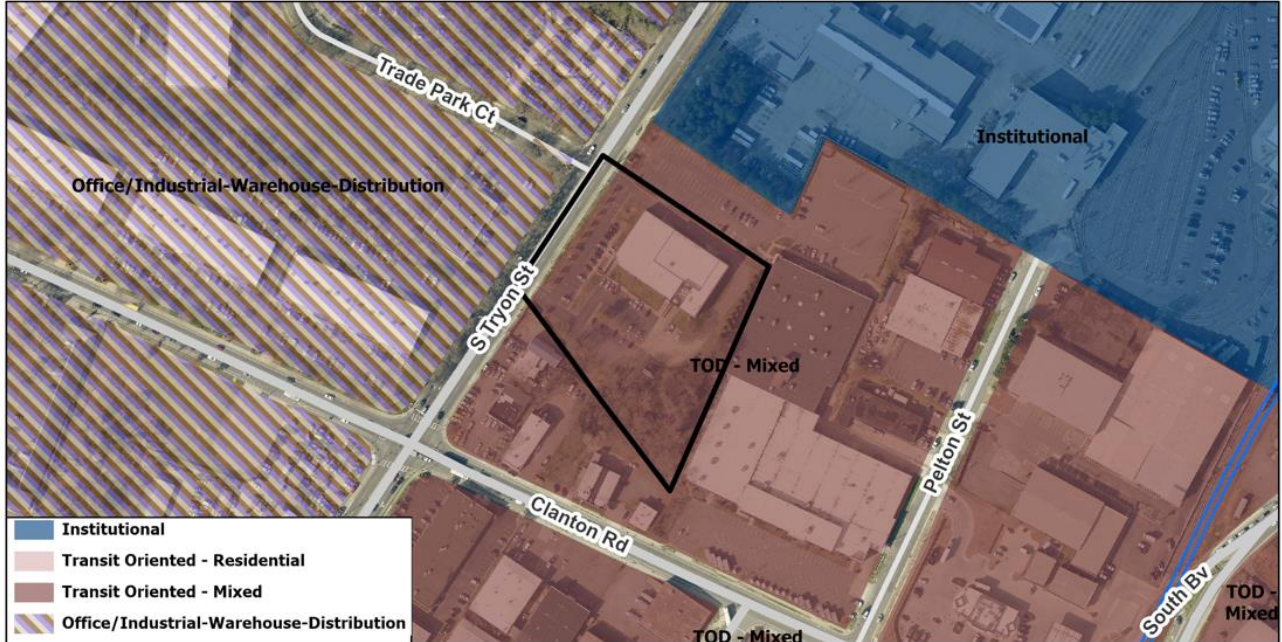 Trade Park Ct
Institutional
Office/Industrial-Warehouse-Distribution
S Tryon St
TOD - Mixed
Pelton St
Clanton Rd
South Bv
TOD -
Mixed
TOD - Mixed
Institutional
Transit Oriented - Residential
Transit Oriented - Mixed
Office/Industrial-Warehouse-Distribution